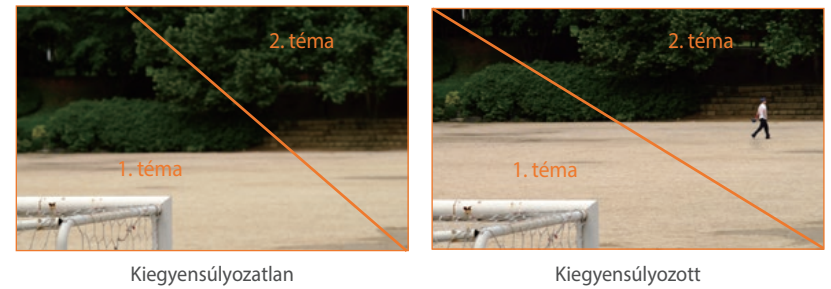 2. téma
1. téma
Kiegyensúlyozatlan
2. téma
1. téma
Kiegyensúlyozott